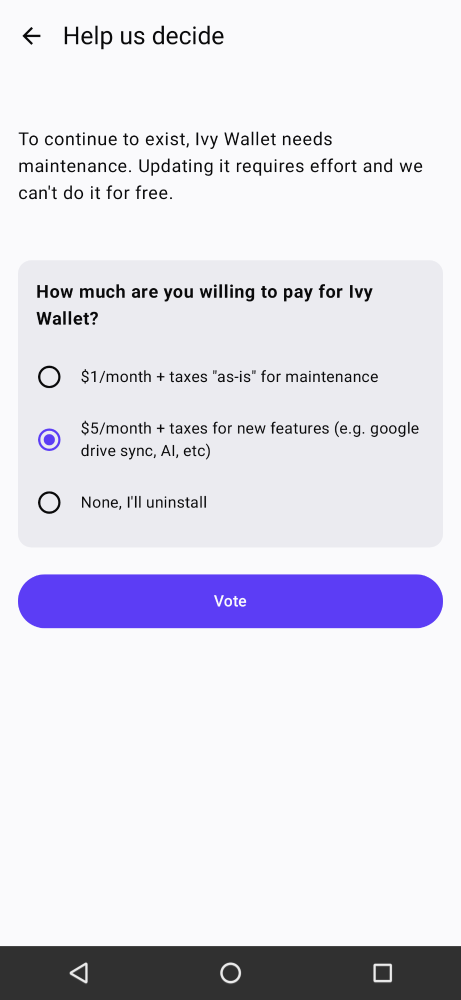 Help us decide
To continue to exist, Ivy Wallet needs
maintenance. Updating it requires effort and we
can't do it for free.
How much are you willing to pay for Ivy
Wallet?
$1/month + taxes "as-is" for maintenance
$5/month + taxes for new features (e.g. google
drive sync, AI, etc)
None, I'll uninstall
Vote